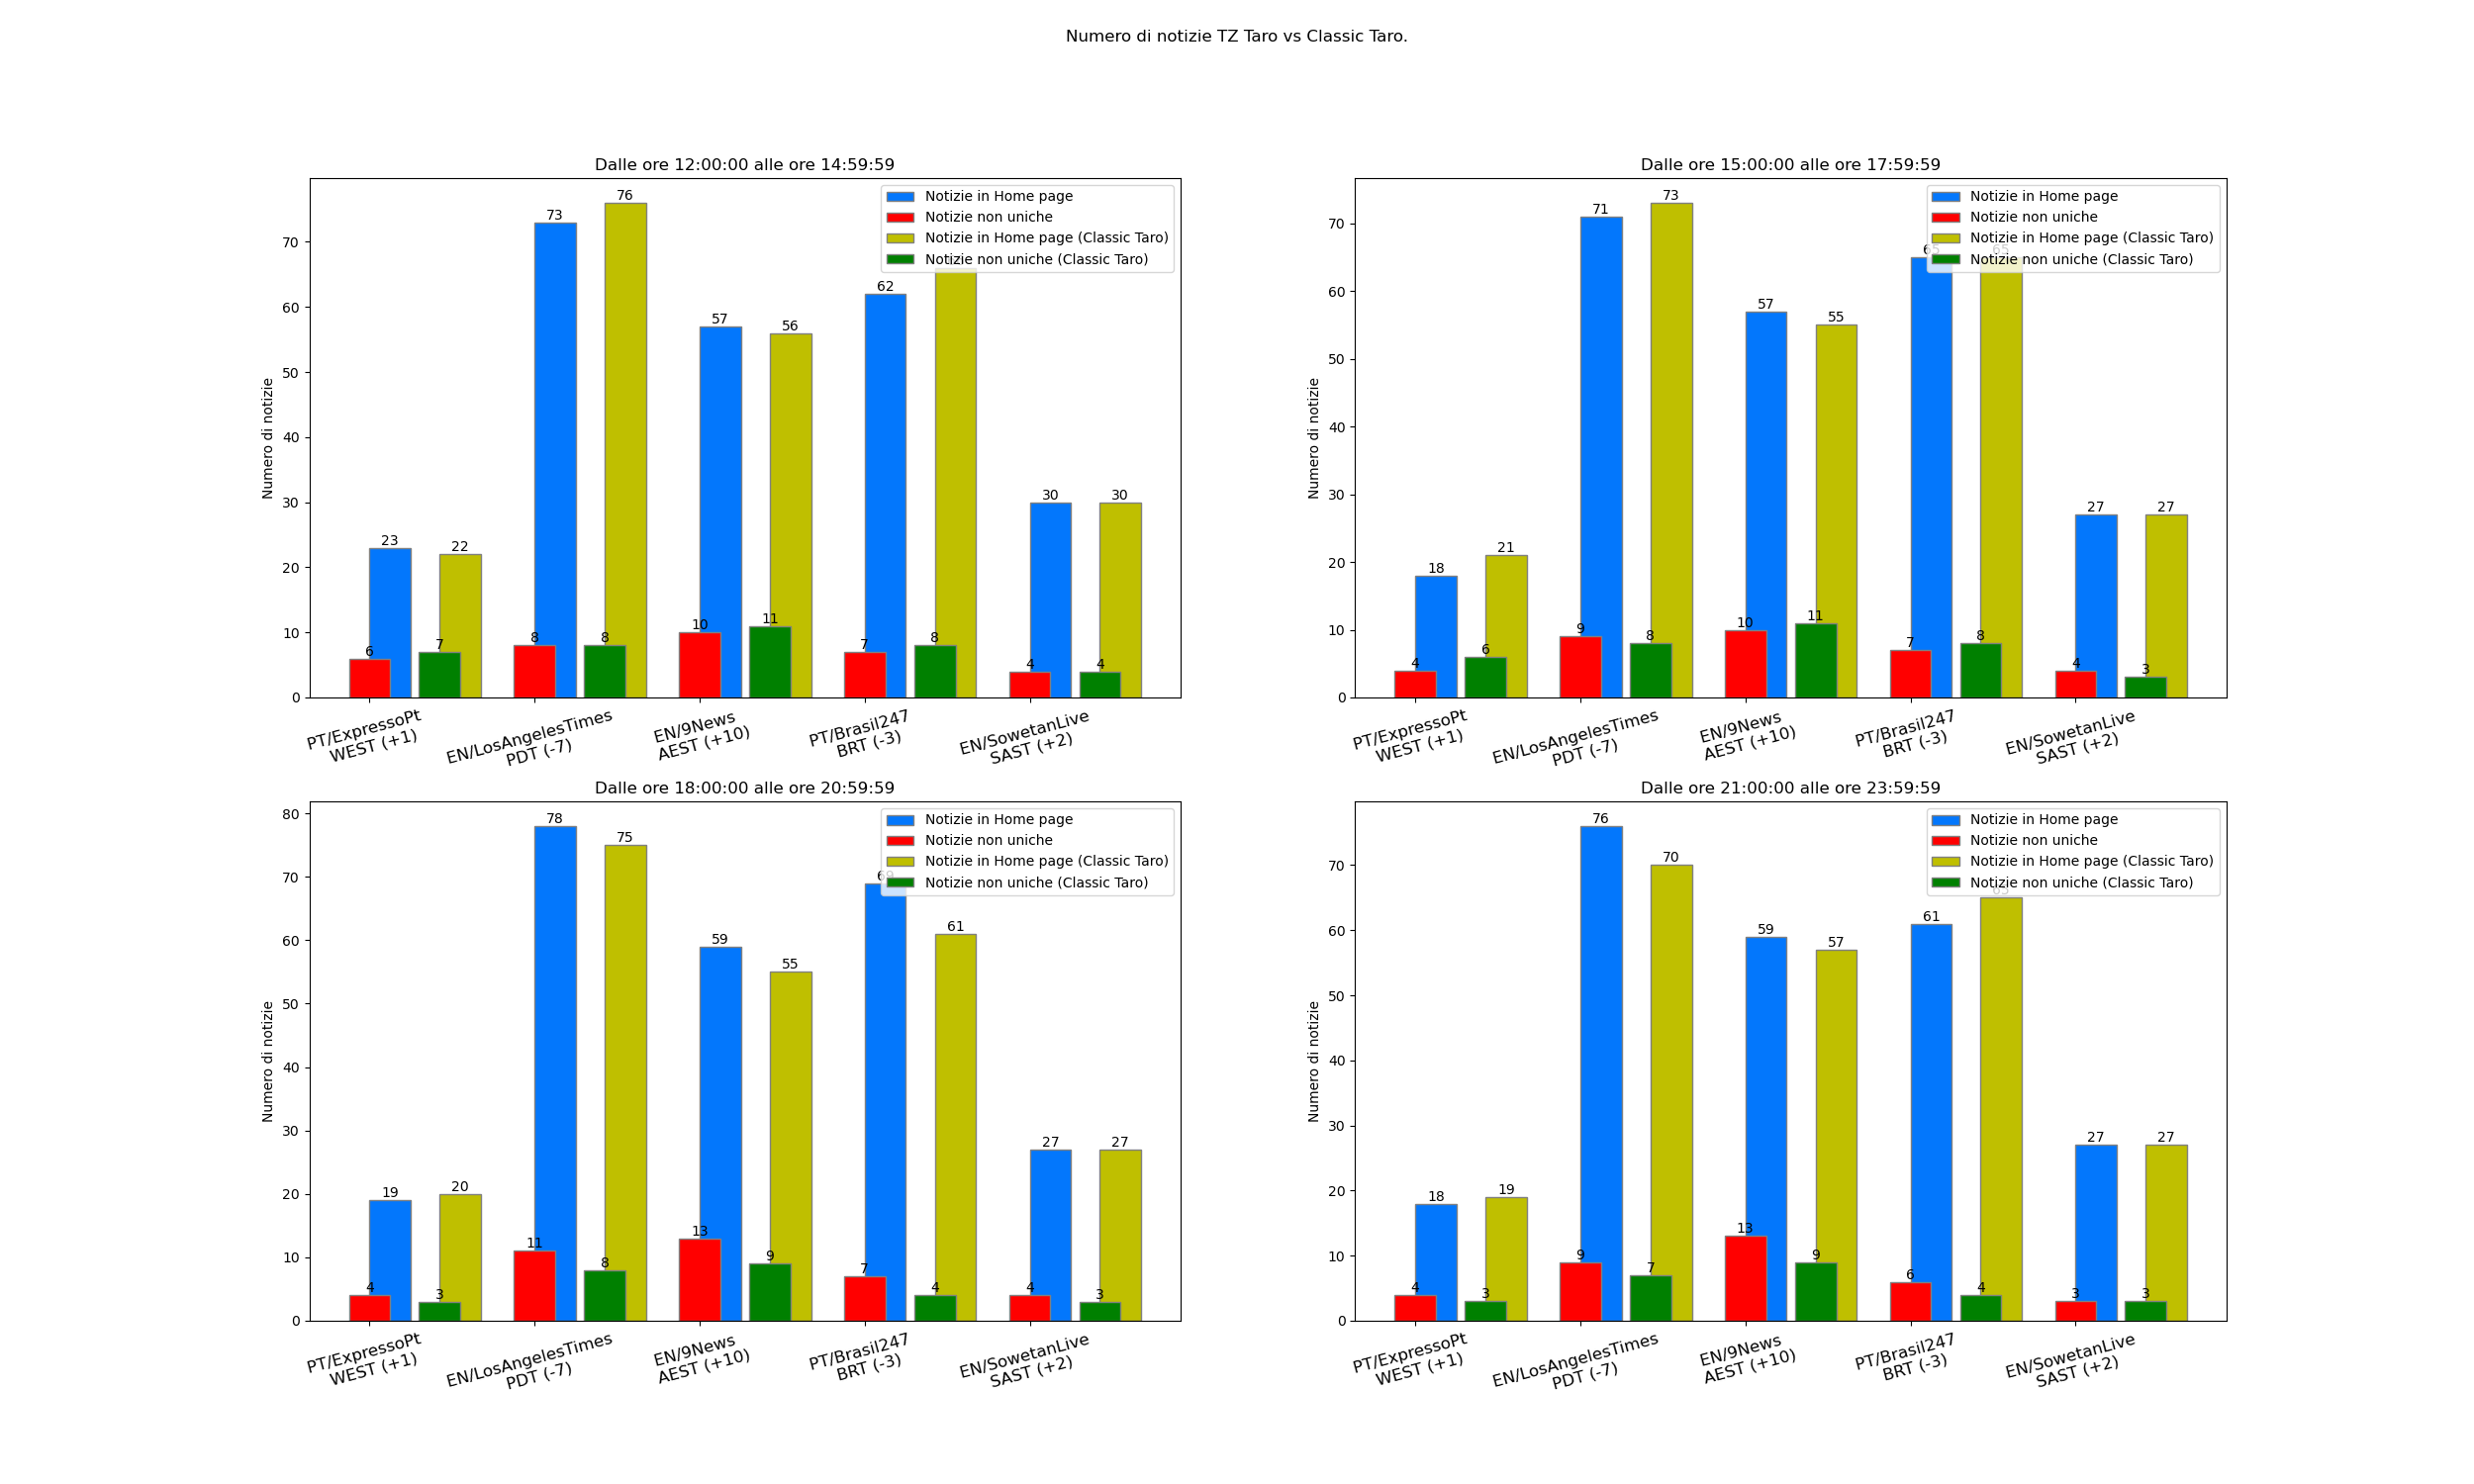 Numero di notizie TZ Taro vs Classic Taro.
Dalle ore 12:00:00 alle ore 14:59:59
Numero di notizie
70
60
50
40
30
20
10
0
Notizie in Home page
Notizie non uniche
Notizie in Home page (Classic Taro)
Notizie non uniche (Classic Taro)
23
22
6
7
73
76
8
8
57
56
10
11
62
7
8
30
30
4
4
PT/ExpressoPt
WEST (+1)
EN/LosAngelesTimes
PDT (-7)
EN/9News
AEST (+10)
PT/Brasil247
BRT (-3)
EN/SowetanLive
SAST (+2)
Dalle ore 15:00:00 alle ore 17:59:59
Numero di notizie
70
60
50
40
30
20
10
0
Notizie in Home page
Notizie non uniche
Notizie in Home page (Classic Taro)
Notizie non uniche (Classic Taro)
18
21
4
6
71
73
9
8
57
55
10
11
65
65
7
8
27
27
4
3
PT/ExpressoPt
WEST (+1)
EN/LosAngelesTimes
PDT (-7)
EN/9News
AEST (+10)
PT/Brasil247
BRT (-3)
EN/SowetanLive
SAST (+2)
Dalle ore 18:00:00 alle ore 20:59:59
Numero di notizie
80
70
60
50
40
30
20
10
0
Notizie in Home page
Notizie non uniche
Notizie in Home page (Classic Taro)
Notizie non uniche (Classic Taro)
19
20
4
3
78
75
11
8
59
55
13
9
69
61
7
4
27
27
4
3
PT/ExpressoPt
WEST (+1)
EN/LosAngelesTimes
PDT (-7)
EN/9News
AEST (+10)
PT/Brasil247
BRT (-3)
EN/SowetanLive
SAST (+2)
Dalle ore 21:00:00 alle ore 23:59:59
Numero di notizie
70
60
50
40
30
20
10
0
Notizie in Home page
Notizie non uniche
Notizie in Home page (Classic Taro)
Notizie non uniche (Classic Taro)
18
19
4
3
76
70
9
7
59
57
13
9
61
65
6
4
27
27
3
3
PT/ExpressoPt
WEST (+1)
EN/LosAngelesTimes
PDT (-7)
EN/9News
AEST (+10)
PT/Brasil247
BRT (-3)
EN/SowetanLive
SAST (+2)